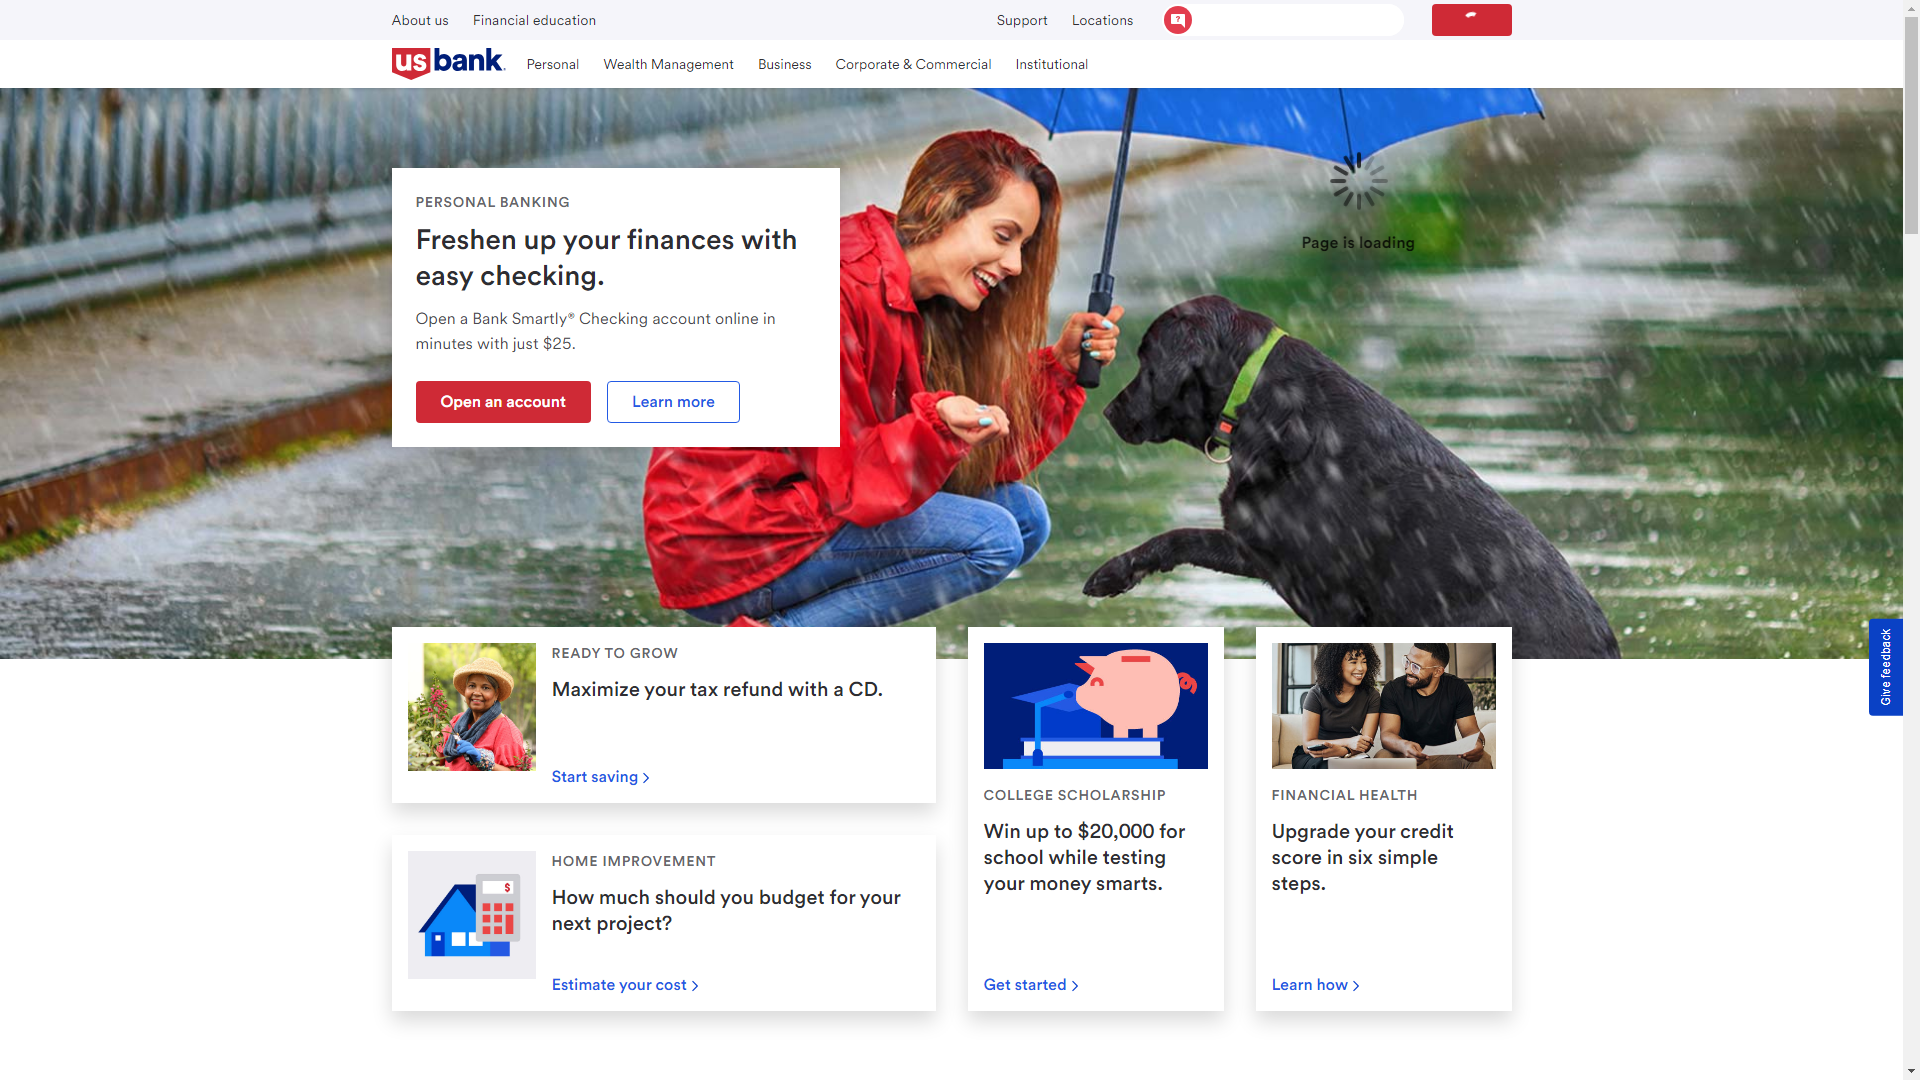 About us
Financial education
Support
Locations
?
usbank.
Personal
Wealth Management
Business
Corporate & Commercial
Institutional
PERSONAL BANKING
Freshen up your finances with
easy checking.
Open a Bank Smartly® Checking account online in
minutes with just $25.
Open an account
Learn more
Page is loading
READY TO GROW
Maximize your tax refund with a CD.
Start saving
HOME IMPROVEMENT
$
How much should you budget for your
next project?
Estimate your cost
COLLEGE SCHOLARSHIP
Win up to $20,000 for
school while testing
your money smarts.
Get started
FINANCIAL HEALTH
Upgrade your credit
score in six simple
steps.
Learn how
Give feedback